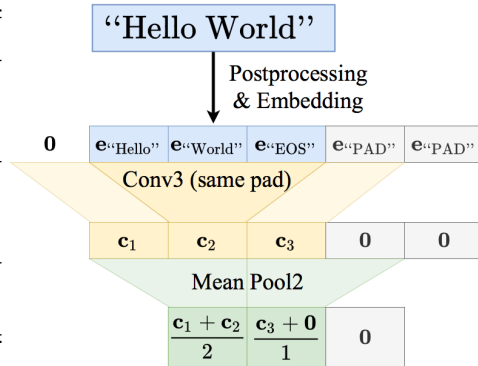 “Hello World”
Postprocessing
& Embedding
0 e“Hello” e“World” e“EOS” e“PAD” e“PAD”
Conv3 (same pad)
c1 c2 c3 0 0
Mean Pool2
c1 + c2 / 2 c3 + 0 / 1 0